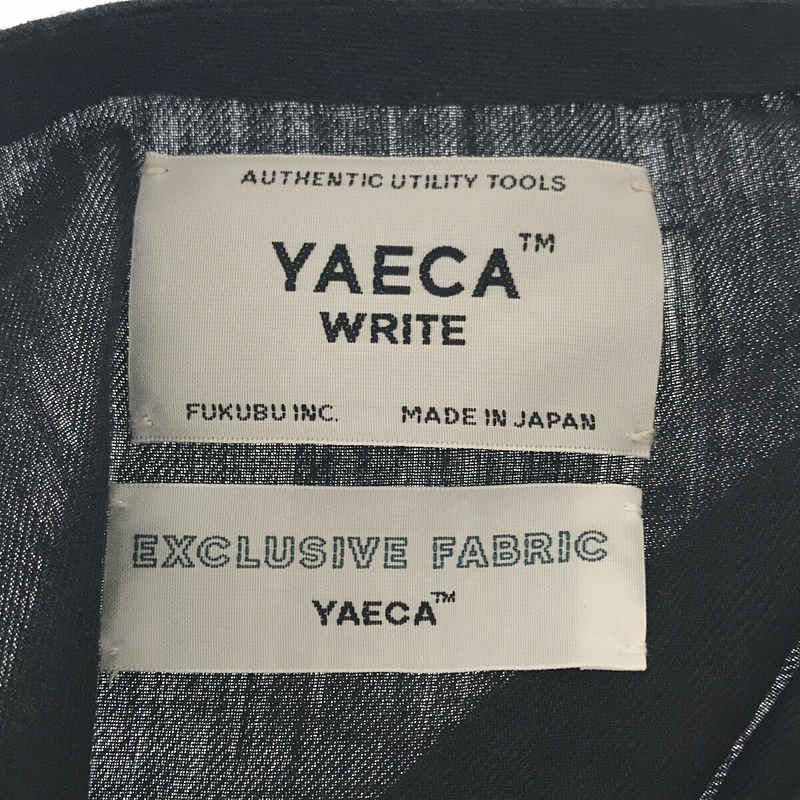 AUTHENTIC UTILITY TOOLS
YAECA™
WRITE
FUKUBU INC. MADE IN JAPAN
EXCLUSIVE FABRIC
YAECA™